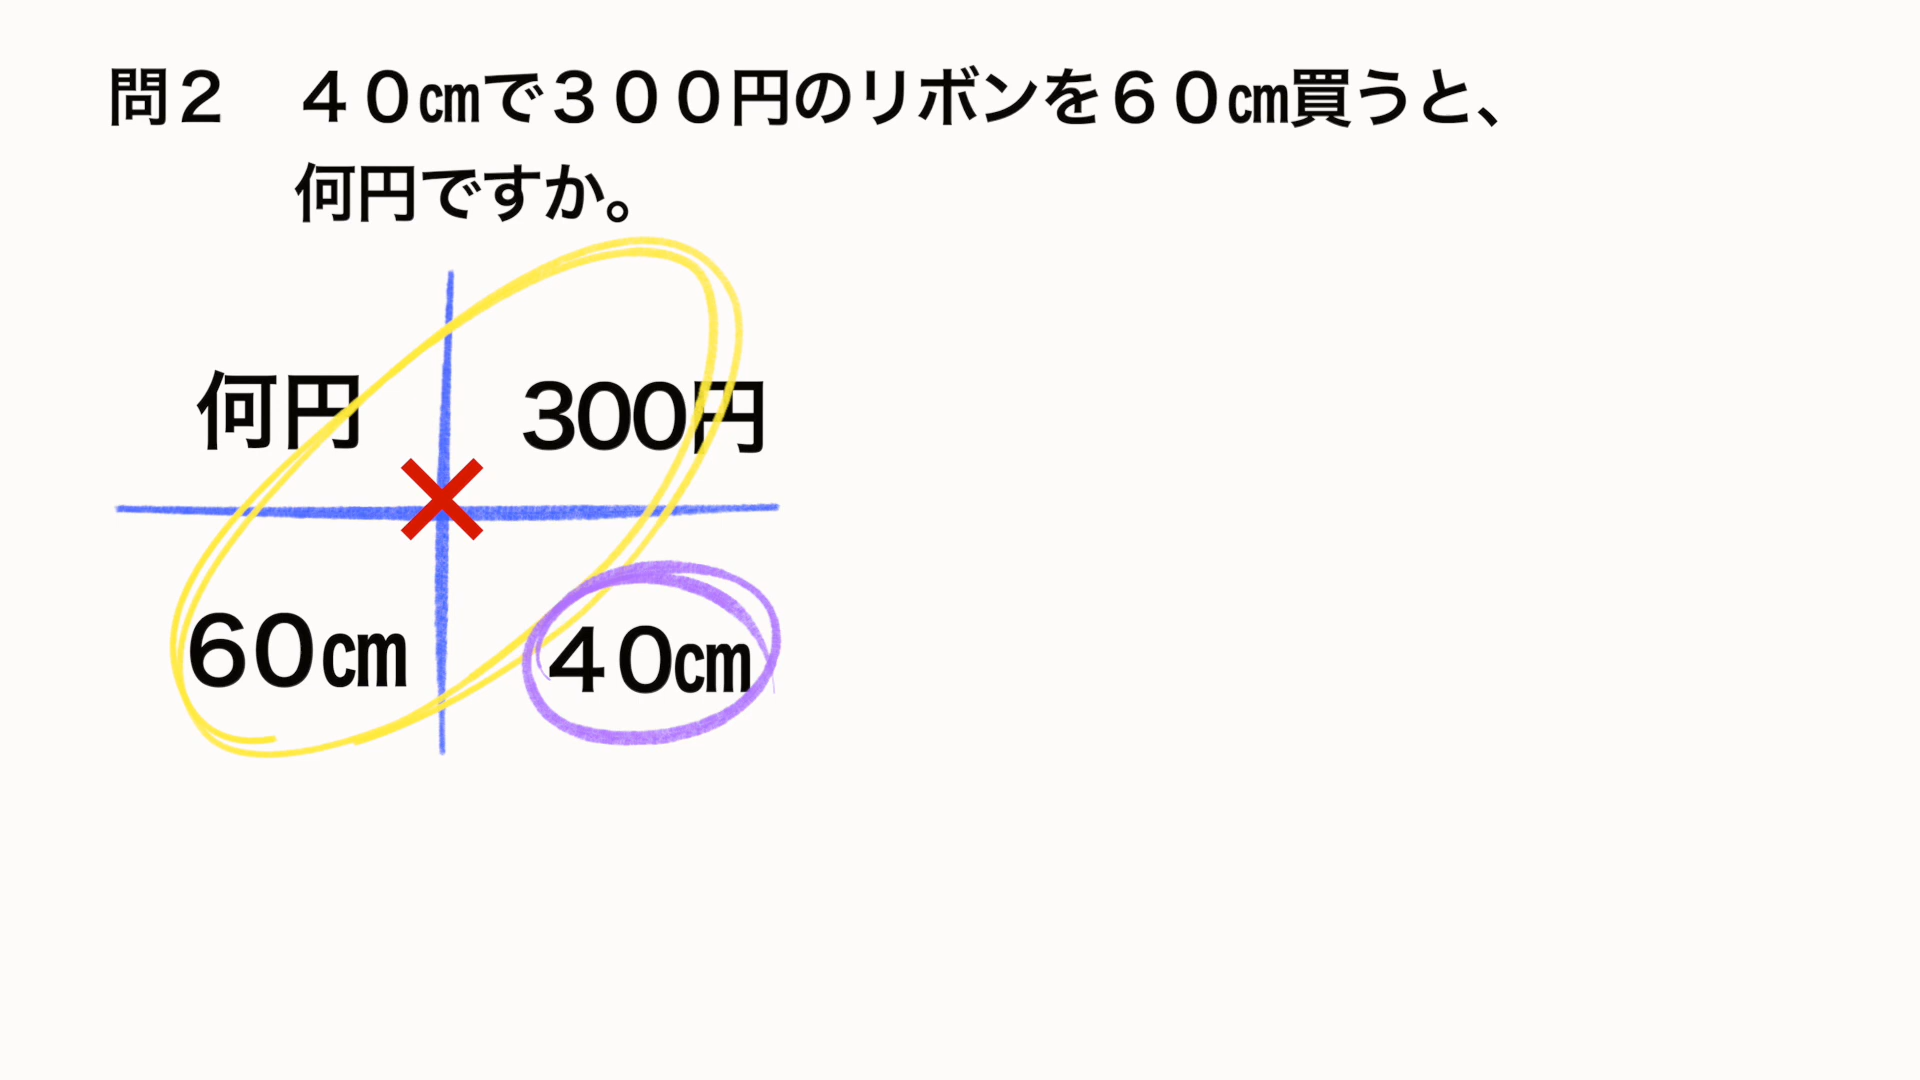 問２　４０㎝で３００円のリボンを６０㎝買うと、
何円ですか。
何円　300円
×
６０㎝　４０㎝